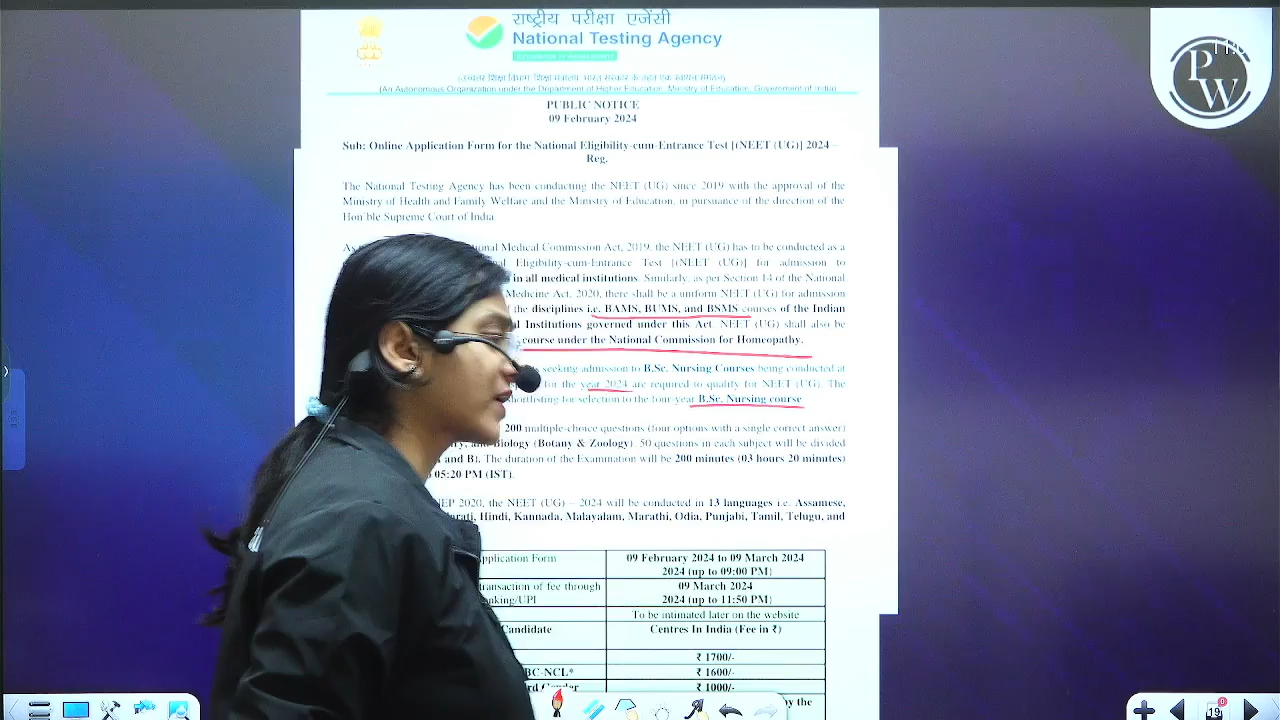 राष्ट्रीय परीक्षा एजेंसी
National Testing Agency
(An Autonomous Organization under the Department of Higher Education, Ministry of Education, Government of India)
PUBLIC NOTICE
09 February 2024
Sub: Online Application Form for the National Eligibility-cum-Entrance Test [(NEET (UG)] 2024 –
Reg.
The National Testing Agency has been conducting the NEET (UG) since 2019 with the approval of the
Ministry of Health and Family Welfare and the Ministry of Education, in pursuance of the direction of the
Hon'ble Supreme Court of India
As Medical Commission Act, 2019, the NEET (UG) has to be conducted as a
Eligibility-cum-Entrance Test [(NEET (UG)] for admission to
in all medical institutions. Similarly, as per Section 14 of the National
Medicine Act, 2020, there shall be a uniform NEET (UG) for admission
the disciplines i.e. BAMS, BUMS, and BSMS courses of the Indian
Institutions governed under this Act. NEET (UG) shall also be
course under the National Commission for Homeopathy.
seeking admission to B.Sc. Nursing Courses being conducted at
for the year 2024 are required to qualify for NEET (UG). The
shortlisting for selection to the four-year B.Sc. Nursing course
200 multiple-choice questions (four options with a single correct answer)
and Biology (Botany & Zoology). 50 questions in each subject will be divided
and B). The duration of the Examination will be 200 minutes (03 hours 20 minutes)
05:20 PM (IST).
NEP 2020, the NEET (UG) – 2024 will be conducted in 13 languages i.e. Assamese,
Hindi, Kannada, Malayalam, Marathi, Odia, Punjabi, Tamil, Telugu, and
Application Form 09 February 2024 to 09 March 2024
2024 (up to 09:00 PM)
transaction of fee through 09 March 2024
2024 (up to 11:50 PM)
To be intimated later on the website
Candidate Centres In India (Fee in ₹)
₹ 1700/-
BC-NCL* ₹ 1600/-
₹ 1000/-
by the
PW
19